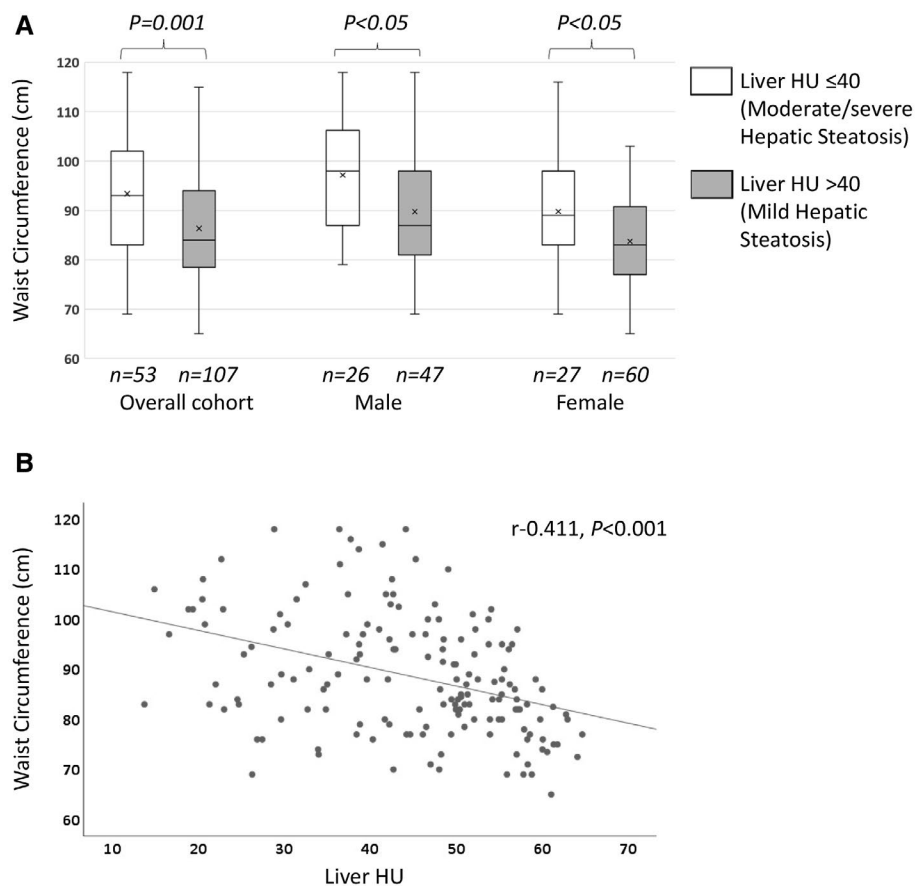 A
P=0.001
P<0.05
P<0.05
Waist Circumference (cm)
120
110
100
90
80
70
60
Liver HU ≤40
(Moderate/severe
Hepatic Steatosis)
Liver HU >40
(Mild Hepatic
Steatosis)
n=53 n=107
n=26 n=47
n=27 n=60
Overall cohort
Male
Female
B
Waist Circumference (cm)
120
110
100
90
80
70
60
r-0.411, P<0.001
10 20 30 40 50 60 70
Liver HU